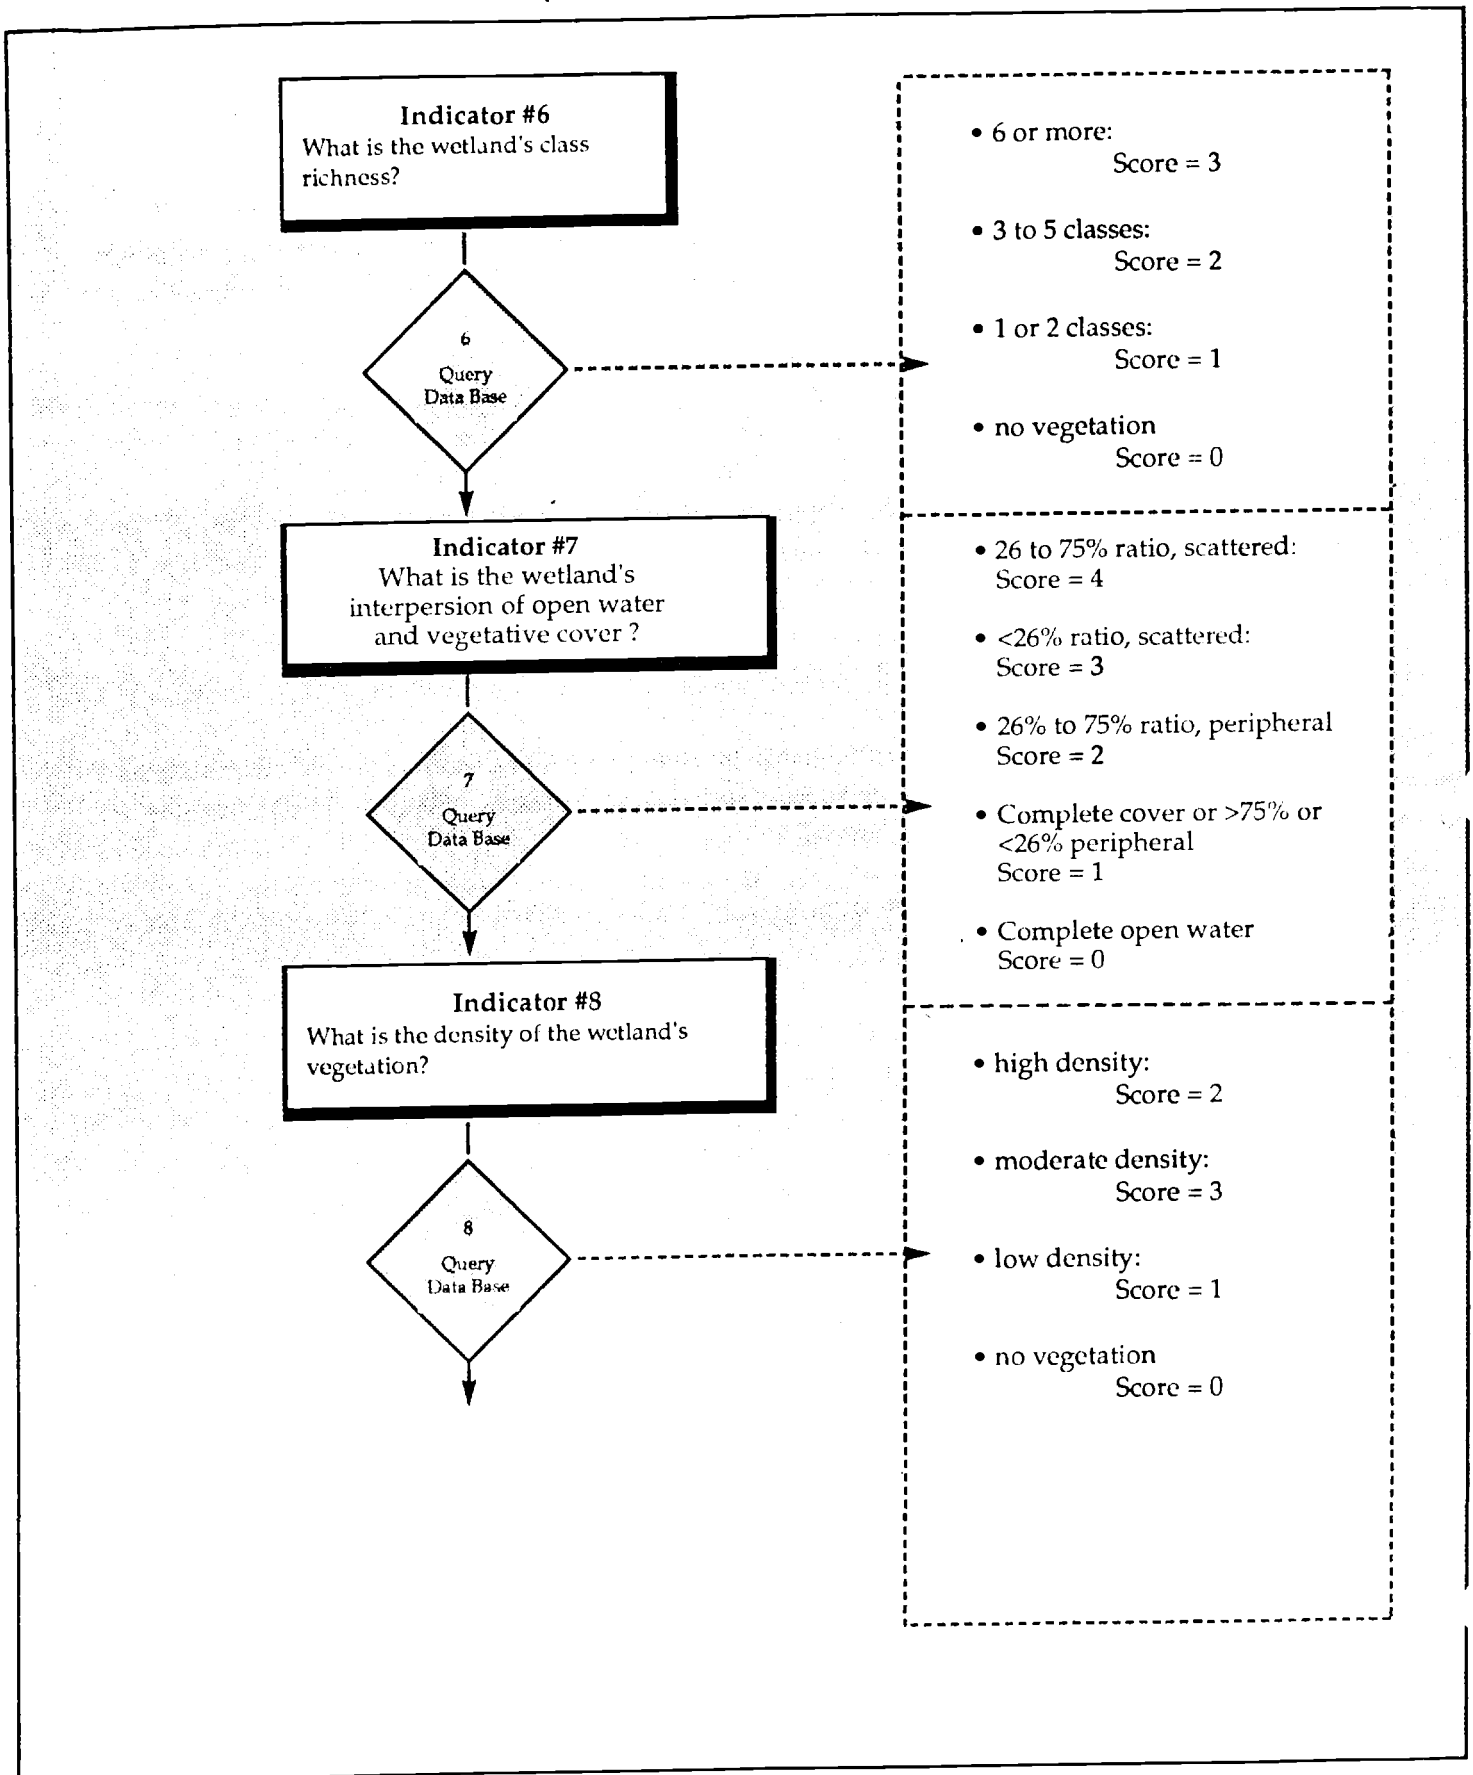 Indicator #6
What is the wetland's class
richness?
6
Query
Data Base
• 6 or more:
Score = 3
• 3 to 5 classes:
Score = 2
• 1 or 2 classes:
Score = 1
• no vegetation
Score = 0
Indicator #7
What is the wetland's
interpersion of open water
and vegetative cover ?
7
Query
Data Base
• 26 to 75% ratio, scattered:
Score = 4
• <26% ratio, scattered:
Score = 3
• 26% to 75% ratio, peripheral
Score = 2
• Complete cover or >75% or
<26% peripheral
Score = 1
• Complete open water
Score = 0
Indicator #8
What is the density of the wetland's
vegetation?
8
Query
Data Base
• high density:
Score = 2
• moderate density:
Score = 3
• low density:
Score = 1
• no vegetation
Score = 0